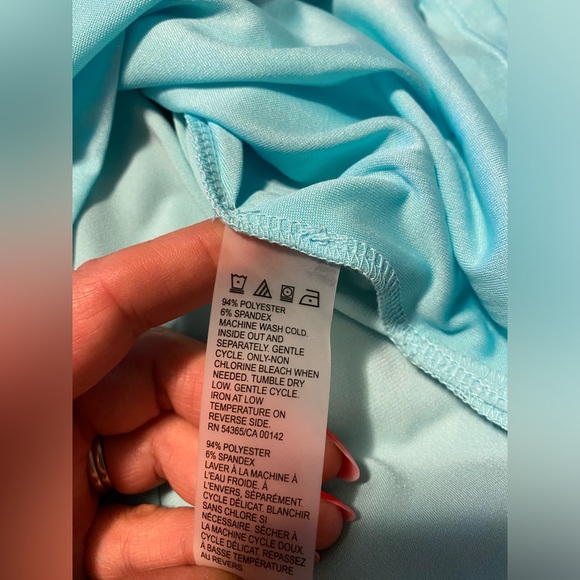 94% POLYESTER
6% SPANDEX
MACHINE WASH COLD.
INSIDE OUT AND
SEPARATELY. GENTLE
CYCLE. ONLY-NON
CHLORINE BLEACH WHEN
NEEDED. TUMBLE DRY
LOW. GENTLE CYCLE.
IRON AT LOW
TEMPERATURE ON
REVERSE SIDE.
RN 54365/CA 00142
94% POLYESTER
6% SPANDEX
LAVER À LA MACHINE À
L'EAU FROIDE. À
L'ENVERS, SÉPARÉMENT.
CYCLE DÉLICAT. BLANCHIR
SANS CHLORE SI
NÉCESSAIRE. SÉCHER À
LA MACHINE CYCLE DOUX.
CYCLE DÉLICAT. REPASSEZ
À BASSE TEMPÉRATURE
AU REVERS